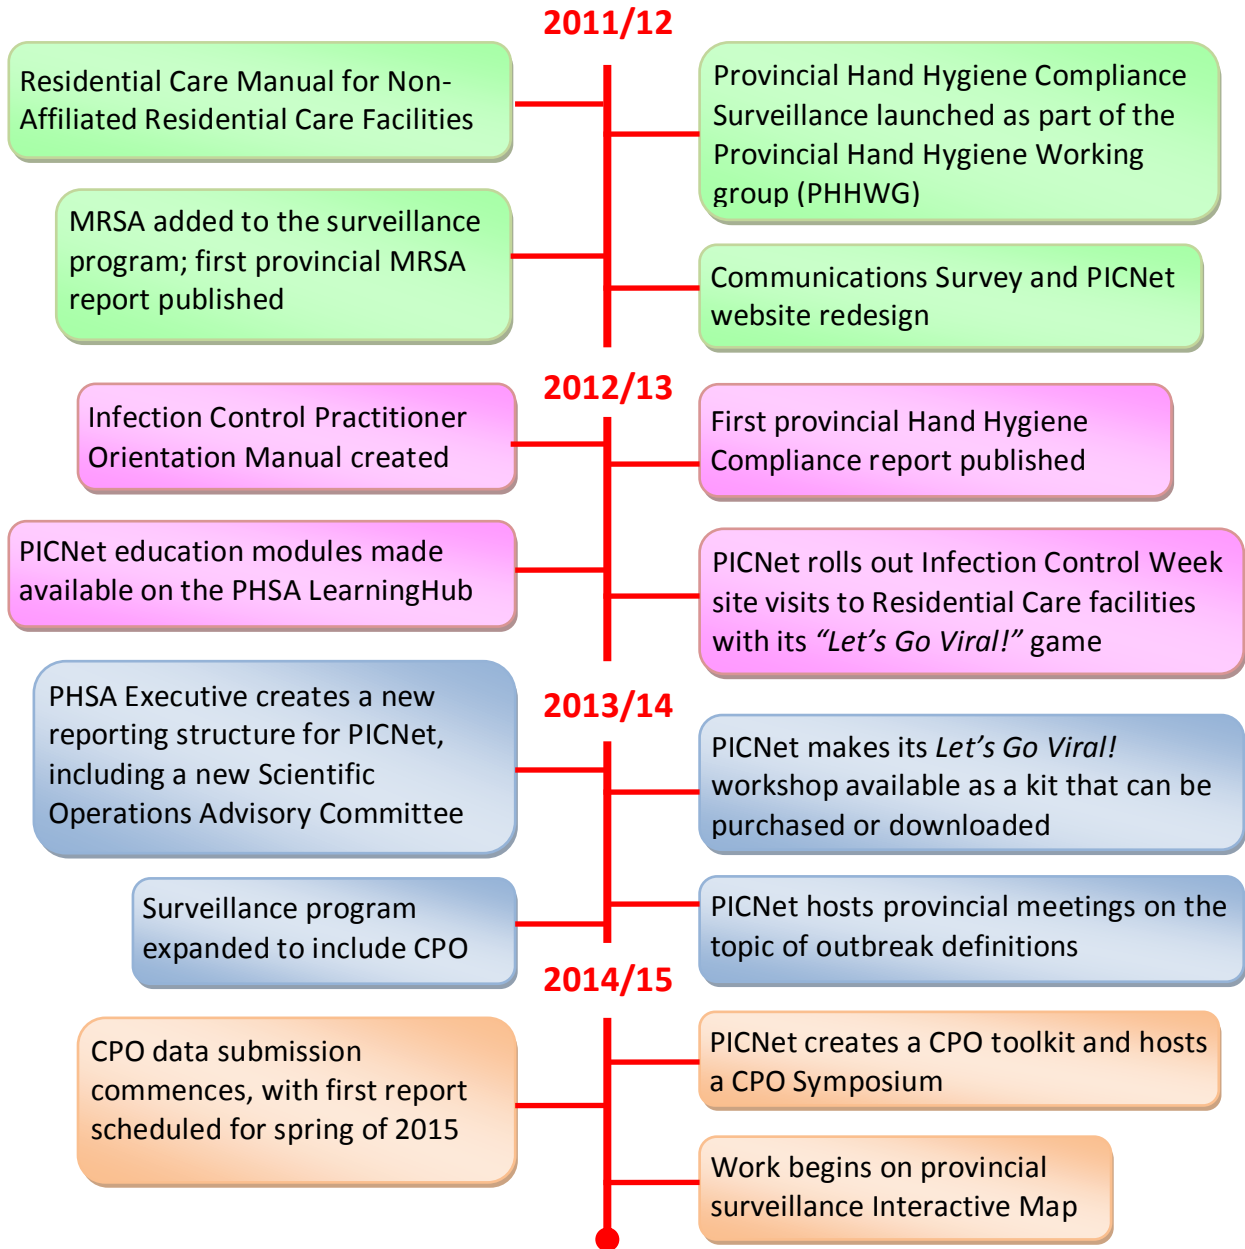 2011/12
Residential Care Manual for Non-
Affiliated Residential Care Facilities
Provincial Hand Hygiene Compliance
Surveillance launched as part of the
Provincial Hand Hygiene Working
group (PHHWG)
MRSA added to the surveillance
program; first provincial MRSA
report published
Communications Survey and PICNet
website redesign
2012/13
Infection Control Practitioner
Orientation Manual created
First provincial Hand Hygiene
Compliance report published
PICNet education modules made
available on the PHSA LearningHub
PICNet rolls out Infection Control Week
site visits to Residential Care facilities
with its “Let’s Go Viral!” game
2013/14
PHSA Executive creates a new
reporting structure for PICNet,
including a new Scientific
Operations Advisory Committee
PICNet makes its Let’s Go Viral!
workshop available as a kit that can be
purchased or downloaded
Surveillance program
expanded to include CPO
PICNet hosts provincial meetings on the
topic of outbreak definitions
2014/15
CPO data submission
commences, with first report
scheduled for spring of 2015
PICNet creates a CPO toolkit and hosts
a CPO Symposium
Work begins on provincial
surveillance Interactive Map